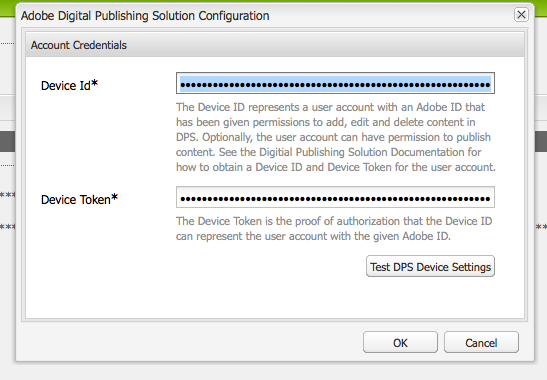 Adobe Digital Publishing Solution Configuration
Account Credentials
Device Id*
••••••••••••••••••••••••••••••••••••••••••••••••••
The Device ID represents a user account with an Adobe ID that
has been given permissions to add, edit and delete content in
DPS. Optionally, the user account can have permission to publish
content. See the Digitial Publishing Solution Documentation for
how to obtain a Device ID and Device Token for the user account.
Device Token*
••••••••••••••••••••••••••••••••••••••••••••••••••
The Device Token is the proof of authorization that the Device ID
can represent the user account with the given Adobe ID.
Test DPS Device Settings
OK Cancel